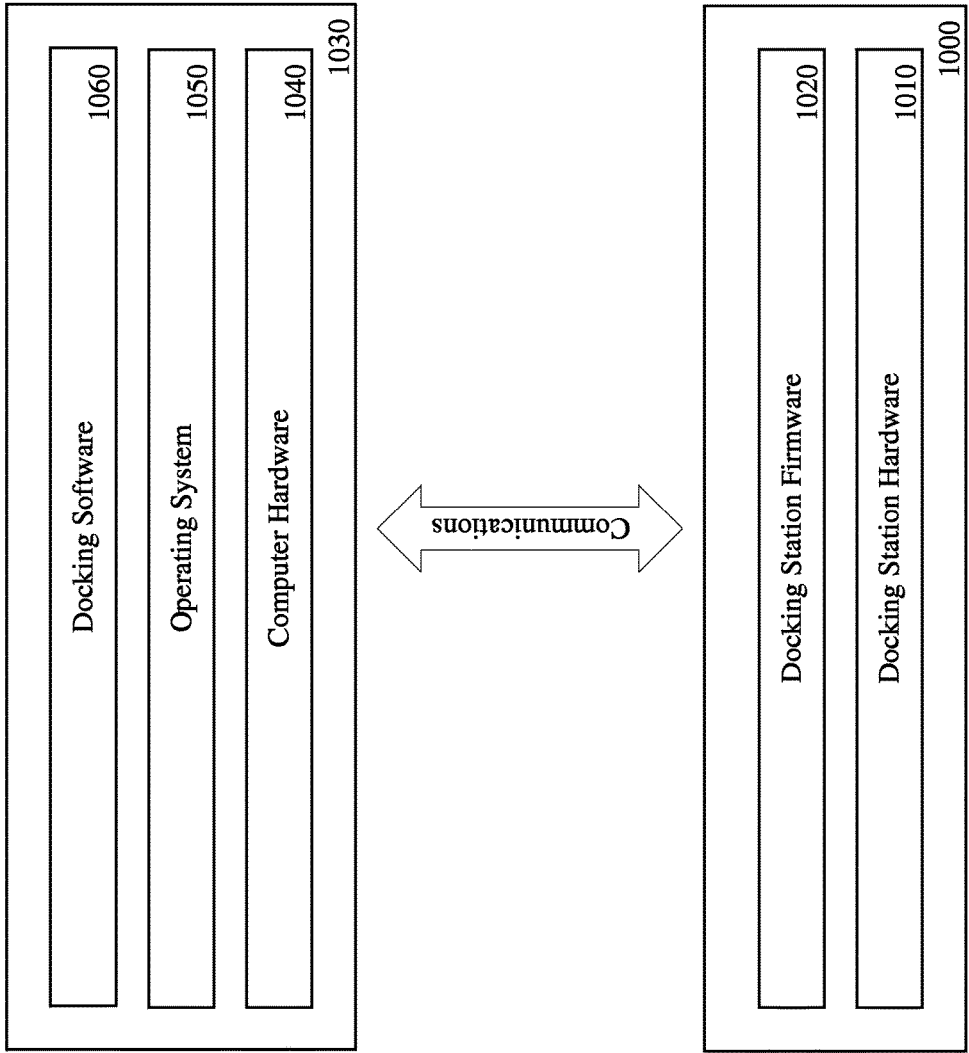 Docking Software
1060
Operating System
1050
Computer Hardware
1040
1030
Communications
Docking Station Firmware
1020
Docking Station Hardware
1010
1000